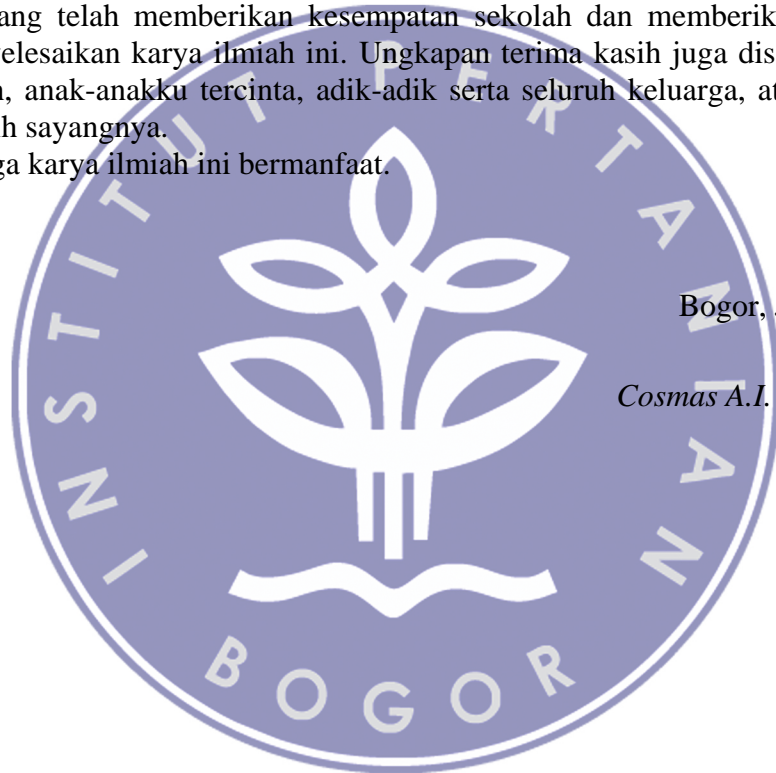 ang telah memberikan kesempatan sekolah dan memberik
yelesaikan karya ilmiah ini. Ungkapan terima kasih juga dis
, anak-anakku tercinta, adik-adik serta seluruh keluarga, at
h sayangnya.
ga karya ilmiah ini bermanfaat.
INSTITUT PERTANIAN
Bogor,
Cosmas A.I.
BOGOR